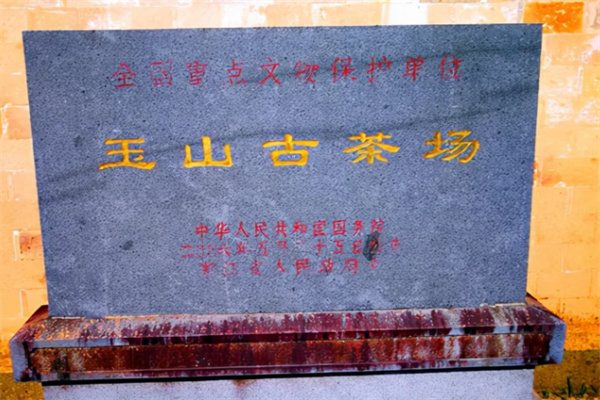 全国重点文物保护单位
玉山古茶场
中华人民共和国国务院
二〇〇六年五月二十五日公布
浙江省人民政府立